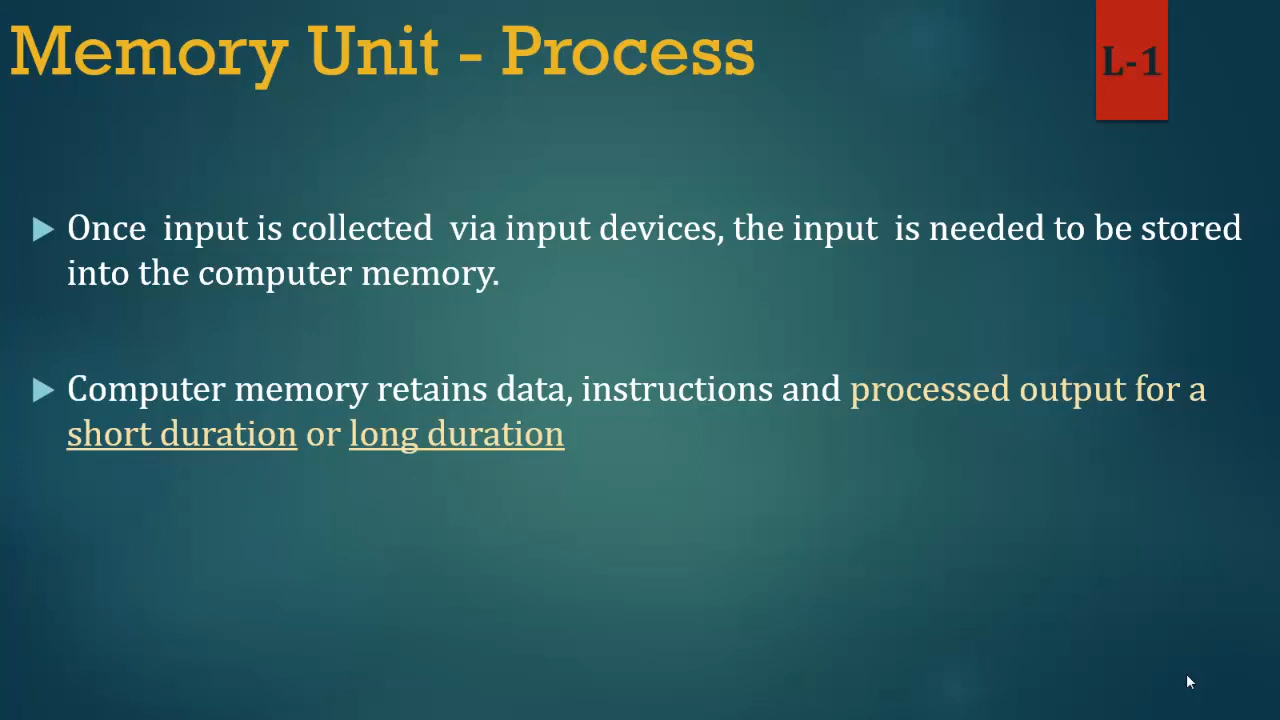 Memory Unit - Process
L-1
Once input is collected via input devices, the input is needed to be stored
into the computer memory.
Computer memory retains data, instructions and processed output for a
short duration or long duration